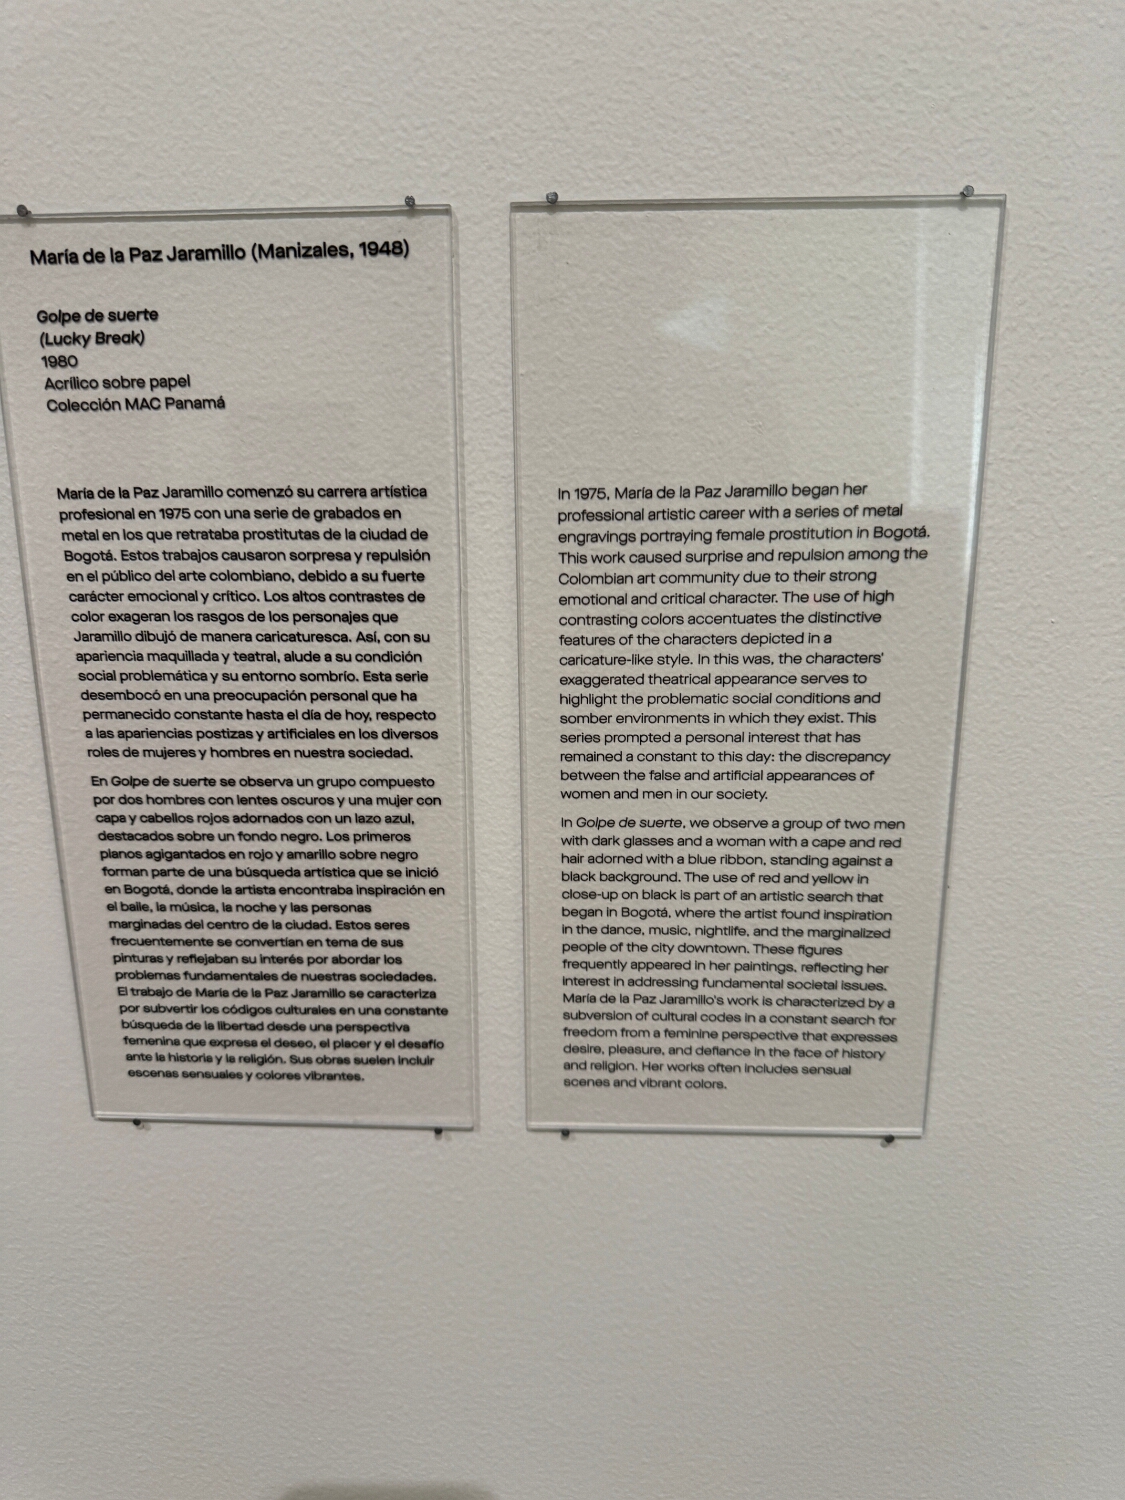 María de la Paz Jaramillo (Manizales, 1948)
Golpe de suerte
(Lucky Break)
1980
Acrílico sobre papel
Colección MAC Panamá
María de la Paz Jaramillo comenzó su carrera artística
profesional en 1975 con una serie de grabados en
metal en los que retrataba prostitutas de la ciudad de
Bogotá. Estos trabajos causaron sorpresa y repulsión
en el público del arte colombiano, debido a su fuerte
carácter emocional y crítico. Los altos contrastes de
color exageran los rasgos de los personajes que
Jaramillo dibujó de manera caricaturesca. Así, con su
apariencia maquillada y teatral, alude a su condición
social problemática y su entorno sombrío. Esta serie
desembocó en una preocupación personal que ha
permanecido constante hasta el día de hoy, respecto
a las apariencias postizas y artificiales en los diversos
roles de mujeres y hombres en nuestra sociedad.
En Golpe de suerte se observa un grupo compuesto
por dos hombres con lentes oscuros y una mujer con
capa y cabellos rojos adornados con un lazo azul,
destacados sobre un fondo negro. Los primeros
planos agigantados en rojo y amarillo sobre negro
forman parte de una búsqueda artística que se inició
en Bogotá, donde la artista encontraba inspiración en
el baile, la música, la noche y las personas
marginadas del centro de la ciudad. Estos seres
frecuentemente se convertían en tema de sus
pinturas y reflejaban su interés por abordar los
problemas fundamentales de nuestras sociedades.
El trabajo de María de la Paz Jaramillo se caracteriza
por subvertir los códigos culturales en una constante
búsqueda de la libertad desde una perspectiva
femenina que expresa el deseo, el placer y el desafío
ante la historia y la religión. Sus obras suelen incluir
escenas sensuales y colores vibrantes.
In 1975, María de la Paz Jaramillo began her
professional artistic career with a series of metal
engravings portraying female prostitution in Bogotá.
This work caused surprise and repulsion among the
Colombian art community due to their strong
emotional and critical character. The use of high
contrasting colors accentuates the distinctive
features of the characters depicted in a
caricature-like style. In this was, the characters'
exaggerated theatrical appearance serves to
highlight the problematic social conditions and
somber environments in which they exist. This
series prompted a personal interest that has
remained a constant to this day: the discrepancy
between the false and artificial appearances of
women and men in our society.
In Golpe de suerte, we observe a group of two men
with dark glasses and a woman with a cape and red
hair adorned with a blue ribbon, standing against a
black background. The use of red and yellow in
close-up on black is part of an artistic search that
began in Bogotá, where the artist found inspiration
in the dance, music, nightlife, and the marginalized
people of the city downtown. These figures
frequently appeared in her paintings, reflecting her
interest in addressing fundamental societal issues.
María de la Paz Jaramillo's work is characterized by a
subversion of cultural codes in a constant search for
freedom from a feminine perspective that expresses
desire, pleasure, and defiance in the face of history
and religion. Her works often includes sensual
scenes and vibrant colors.